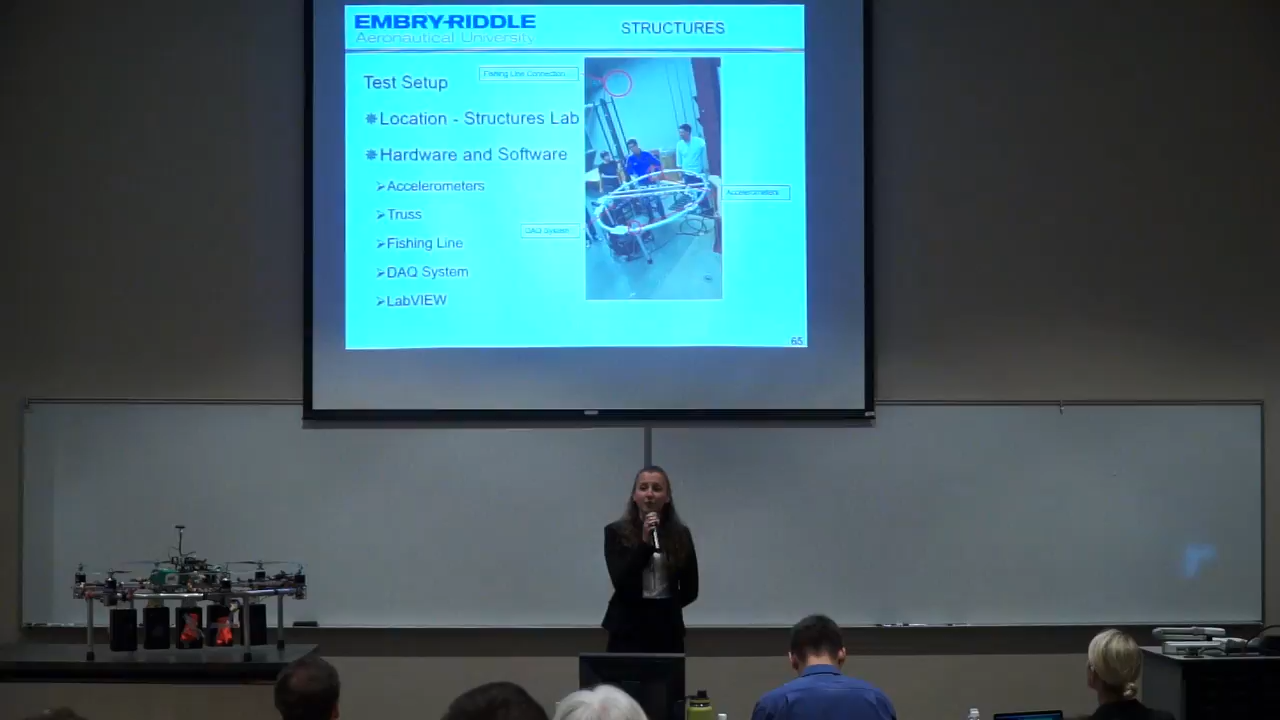 EMBRY-RIDDLE
Aeronautical University
STRUCTURES
Fishing Line Connection
Test Setup
Location - Structures Lab
Hardware and Software
Accelerometers
Accelerometers
Truss
DAQ System
Fishing Line
DAQ System
LabVIEW
65